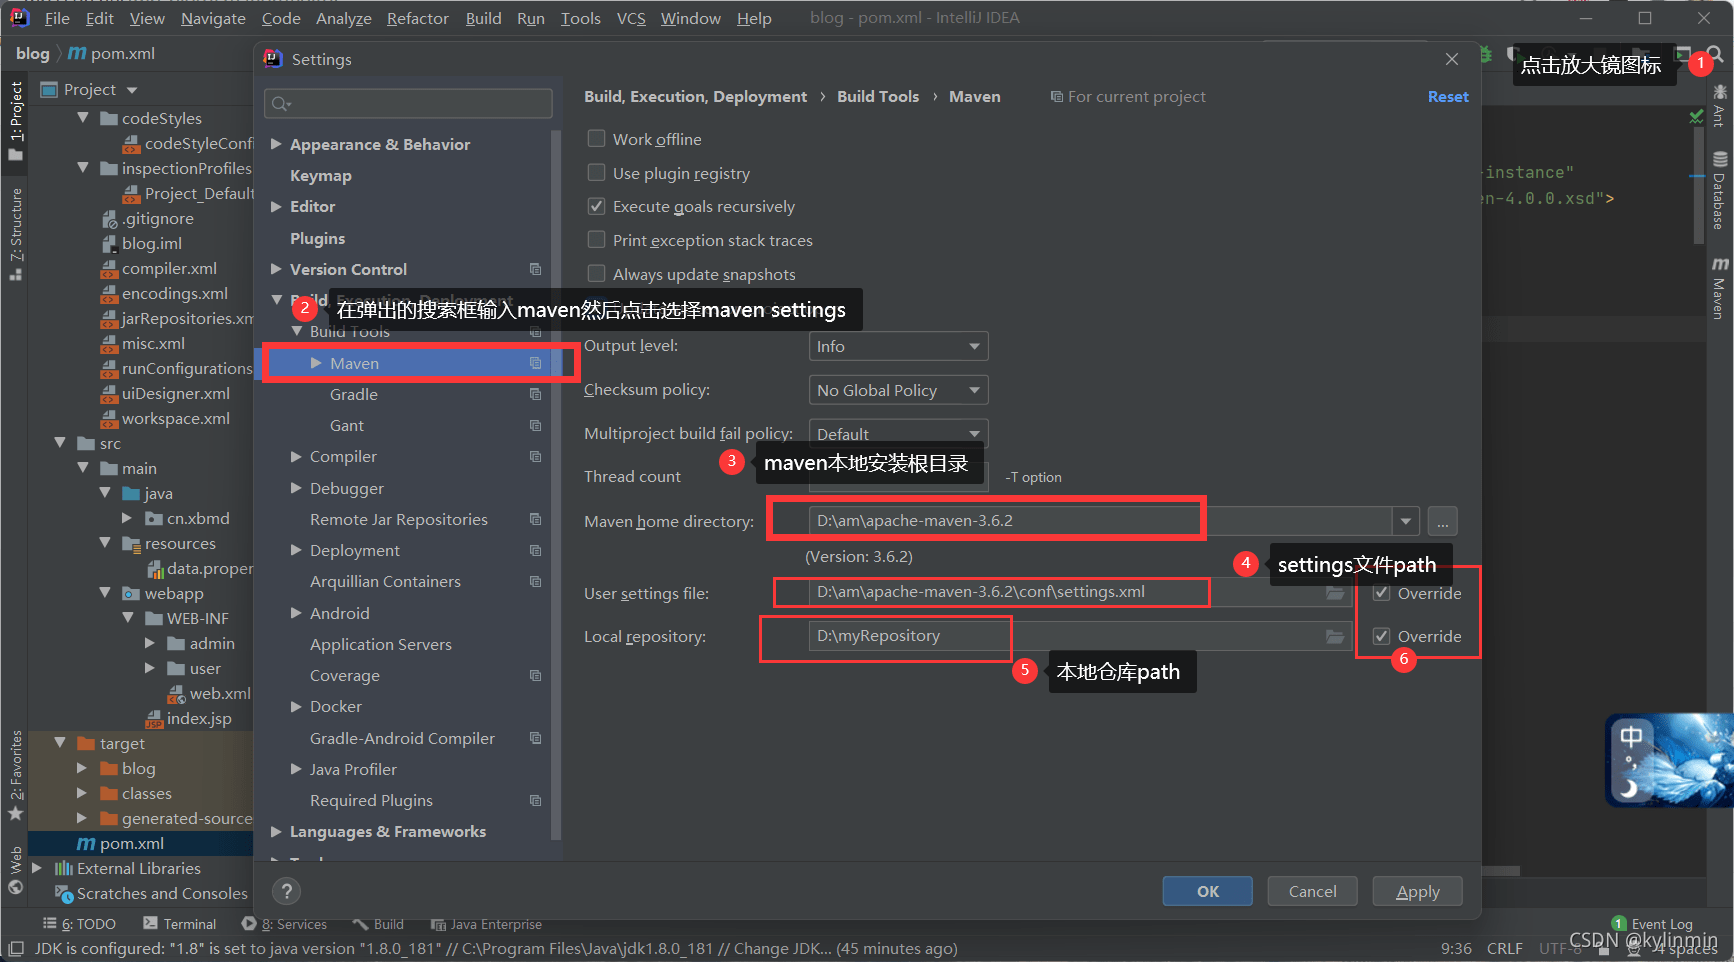 File Edit View Navigate Code Analyze Refactor Build Run Tools VCS Window Help blog - pom.xml - IntelliJ IDEA
blog pom.xml
点击放大镜图标 1
1: Project
7: Structure
2: Favorites
Web
Project
codeStyles
codeStyleConfi
inspectionProfiles
Project_Default
.gitignore
blog.iml
compiler.xml
encodings.xml
jarRepositories.xm
misc.xml
runConfigurations
uiDesigner.xml
workspace.xml
src
main
java
cn.xbmd
resources
data.proper
webapp
WEB-INF
admin
user
web.xml
index.jsp
target
blog
classes
generated-source
pom.xml
External Libraries
Scratches and Consoles
Settings
Appearance & Behavior
Keymap
Editor
Plugins
Version Control
2 在弹出的搜索框输入maven然后点击选择maven settings
Build Tools
Maven
Gradle
Gant
Compiler
Debugger
Remote Jar Repositories
Deployment
Arquillian Containers
Android
Application Servers
Coverage
Docker
Gradle-Android Compiler
Java Profiler
Required Plugins
Languages & Frameworks
Build, Execution, Deployment › Build Tools › Maven For current project Reset
Work offline
Use plugin registry
Execute goals recursively
Print exception stack traces
Always update snapshots
Output level: Info
Checksum policy: No Global Policy
Multiproject build fail policy: Default
3 maven本地安装根目录
Thread count -T option
Maven home directory: D:\am\apache-maven-3.6.2 ...
(Version: 3.6.2)
4 settings文件path
User settings file: D:\am\apache-maven-3.6.2\conf\settings.xml Override
Local repository: D:\myRepository Override
5 本地仓库path
6
? OK Cancel Apply
-instance"
en-4.0.0.xsd">
Ant
Database
Maven
中
6: TODO Terminal 8: Services Build Java Enterprise 1 Event Log
JDK is configured: "1.8" is set to java version "1.8.0_181" // C:\Program Files\Java\jdk1.8.0_181 // Change JDK... (45 minutes ago) 9:36 CRLF UTF-8 4 spaces
CSDN @kylinmin